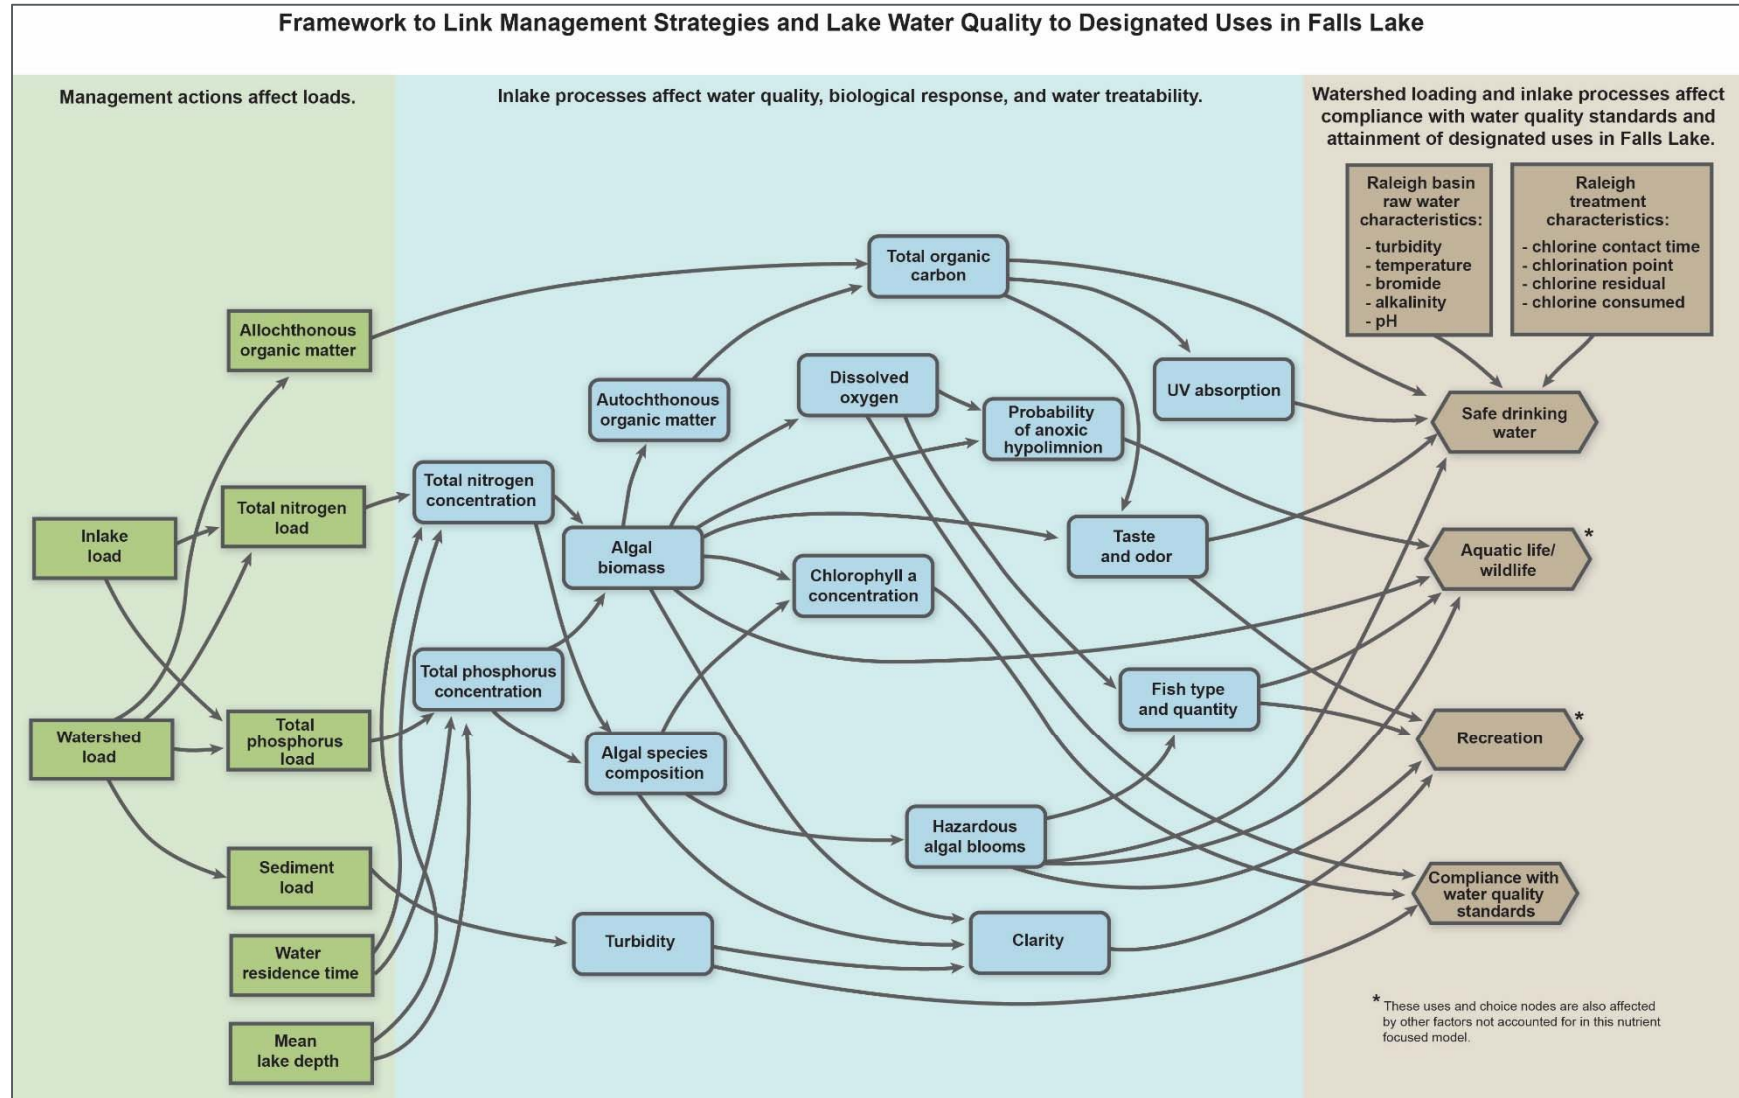 Framework to Link Management Strategies and Lake Water Quality to Designated Uses in Falls Lake
Management actions affect loads.
Inlake processes affect water quality, biological response, and water treatability.
Watershed loading and inlake processes affect
compliance with water quality standards and
attainment of designated uses in Falls Lake.
Raleigh basin
raw water
characteristics:
- turbidity
- temperature
- bromide
- alkalinity
- pH
Raleigh
treatment
characteristics:
- chlorine contact time
- chlorination point
- chlorine residual
- chlorine consumed
Total organic
carbon
Allochthonous
organic matter
Autochthonous
organic matter
Dissolved
oxygen
Probability
of anoxic
hypolimnion
UV absorption
Safe drinking
water
Total nitrogen
concentration
Total nitrogen
load
Inlake
load
Algal
biomass
Chlorophyll a
concentration
Taste
and odor
Aquatic life/
wildlife
*
Total phosphorus
concentration
Fish type
and quantity
Watershed
load
Total
phosphorus
load
Algal species
composition
Recreation
*
Hazardous
algal blooms
Sediment
load
Compliance with
water quality
standards
Water
residence time
Turbidity
Clarity
Mean
lake depth
* These uses and choice nodes are also affected
by other factors not accounted for in this nutrient
focused model.